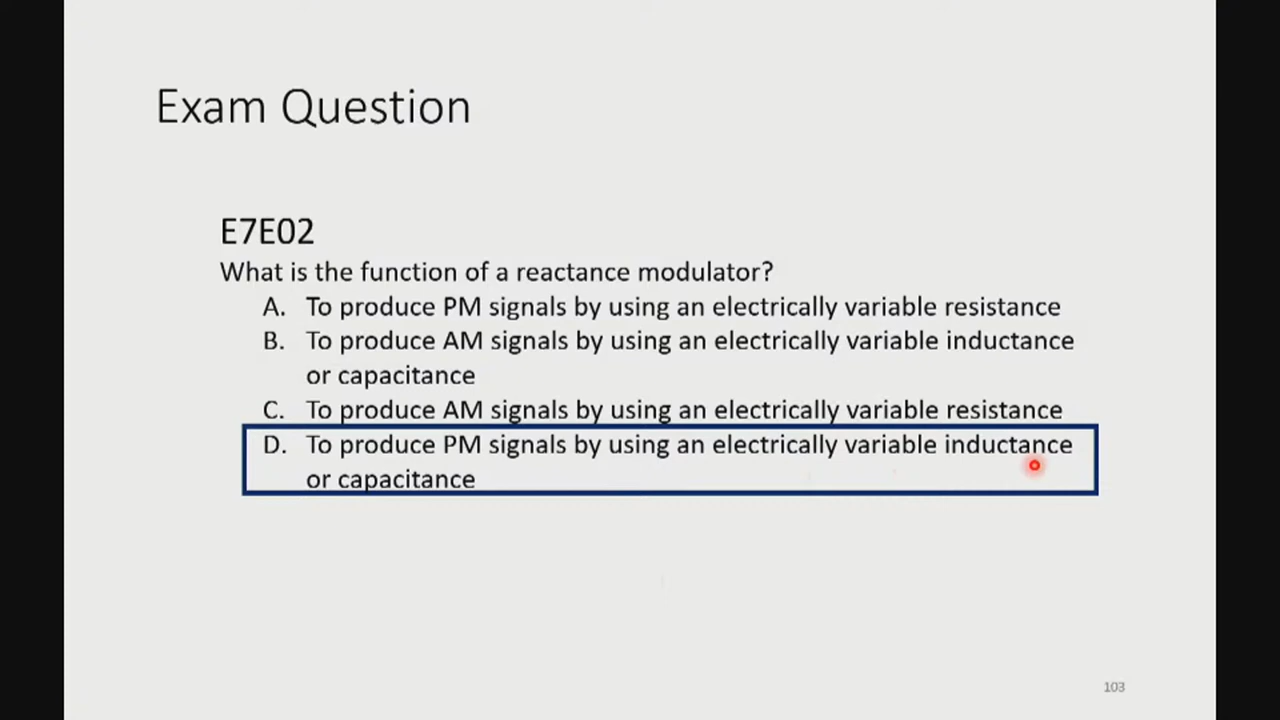 Exam Question
E7E02
What is the function of a reactance modulator?
A. To produce PM signals by using an electrically variable resistance
B. To produce AM signals by using an electrically variable inductance
or capacitance
C. To produce AM signals by using an electrically variable resistance
D. To produce PM signals by using an electrically variable inductance
or capacitance
103